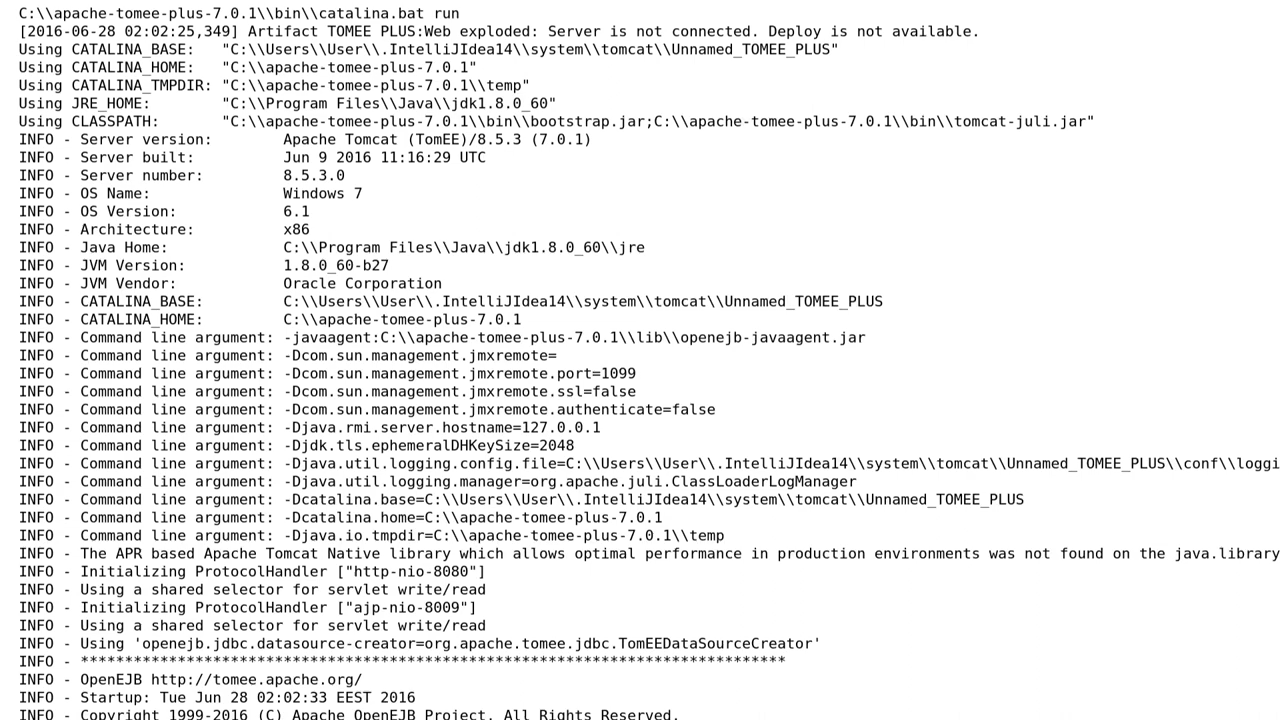 C:\\apache-tomee-plus-7.0.1\\bin\\catalina.bat run
[2016-06-28 02:02:25,349] Artifact TOMEE PLUS:Web exploded: Server is not connected. Deploy is not available.
Using CATALINA_BASE:   "C:\\Users\\User\\.IntelliJIdea14\\system\\tomcat\\Unnamed_TOMEE_PLUS"
Using CATALINA_HOME:   "C:\\apache-tomee-plus-7.0.1"
Using CATALINA_TMPDIR: "C:\\apache-tomee-plus-7.0.1\\temp"
Using JRE_HOME:        "C:\\Program Files\\Java\\jdk1.8.0_60"
Using CLASSPATH:       "C:\\apache-tomee-plus-7.0.1\\bin\\bootstrap.jar;C:\\apache-tomee-plus-7.0.1\\bin\\tomcat-juli.jar"
INFO - Server version:        Apache Tomcat (TomEE)/8.5.3 (7.0.1)
INFO - Server built:          Jun 9 2016 11:16:29 UTC
INFO - Server number:         8.5.3.0
INFO - OS Name:               Windows 7
INFO - OS Version:            6.1
INFO - Architecture:          x86
INFO - Java Home:             C:\\Program Files\\Java\\jdk1.8.0_60\\jre
INFO - JVM Version:           1.8.0_60-b27
INFO - JVM Vendor:            Oracle Corporation
INFO - CATALINA_BASE:         C:\\Users\\User\\.IntelliJIdea14\\system\\tomcat\\Unnamed_TOMEE_PLUS
INFO - CATALINA_HOME:         C:\\apache-tomee-plus-7.0.1
INFO - Command line argument: -javaagent:C:\\apache-tomee-plus-7.0.1\\lib\\openejb-javaagent.jar
INFO - Command line argument: -Dcom.sun.management.jmxremote=
INFO - Command line argument: -Dcom.sun.management.jmxremote.port=1099
INFO - Command line argument: -Dcom.sun.management.jmxremote.ssl=false
INFO - Command line argument: -Dcom.sun.management.jmxremote.authenticate=false
INFO - Command line argument: -Djava.rmi.server.hostname=127.0.0.1
INFO - Command line argument: -Djdk.tls.ephemeralDHKeySize=2048
INFO - Command line argument: -Djava.util.logging.config.file=C:\\Users\\User\\.IntelliJIdea14\\system\\tomcat\\Unnamed_TOMEE_PLUS\\conf\\loggi
INFO - Command line argument: -Djava.util.logging.manager=org.apache.juli.ClassLoaderLogManager
INFO - Command line argument: -Dcatalina.base=C:\\Users\\User\\.IntelliJIdea14\\system\\tomcat\\Unnamed_TOMEE_PLUS
INFO - Command line argument: -Dcatalina.home=C:\\apache-tomee-plus-7.0.1
INFO - Command line argument: -Djava.io.tmpdir=C:\\apache-tomee-plus-7.0.1\\temp
INFO - The APR based Apache Tomcat Native library which allows optimal performance in production environments was not found on the java.library
INFO - Initializing ProtocolHandler ["http-nio-8080"]
INFO - Using a shared selector for servlet write/read
INFO - Initializing ProtocolHandler ["ajp-nio-8009"]
INFO - Using a shared selector for servlet write/read
INFO - Using 'openejb.jdbc.datasource-creator=org.apache.tomee.jdbc.TomEEDataSourceCreator'
INFO - ********************************************************************************
INFO - OpenEJB http://tomee.apache.org/
INFO - Startup: Tue Jun 28 02:02:33 EEST 2016
INFO - Copyright 1999-2016 (C) Apache OpenEJB Project, All Rights Reserved.